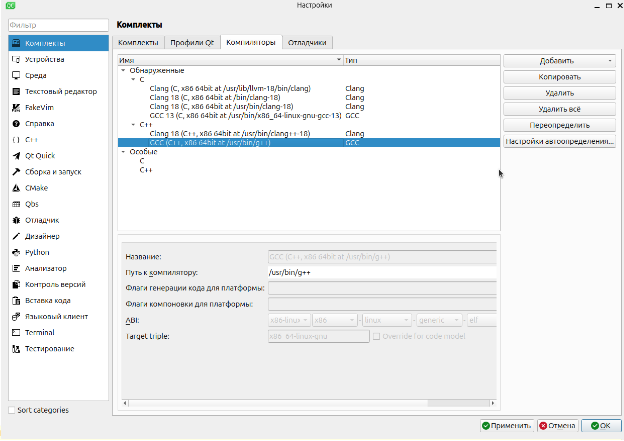 Настройки
Фильтр
Комплекты
Устройства
Среда
Текстовый редактор
FakeVim
Справка
C++
Qt Quick
Сборка и запуск
CMake
Qbs
Отладчик
Дизайнер
Python
Анализатор
Контроль версий
Вставка кода
Языковый клиент
Terminal
Тестирование
Sort categories
Комплекты
Комплекты Профили Qt Компиляторы Отладчики
Имя Тип
Обнаруженные
C
Clang (C, x86 64bit at /usr/lib/llvm-18/bin/clang) Clang
Clang 18 (C, x86 64bit at /bin/clang-18) Clang
Clang 18 (C, x86 64bit at /usr/bin/clang-18) Clang
GCC 13 (C, x86 64bit at /usr/bin/x86_64-linux-gnu-gcc-13) GCC
C++
Clang 18 (C++, x86 64bit at /usr/bin/clang++-18) Clang
GCC (C++, x86 64bit at /usr/bin/g++) GCC
Особые
C
C++
Добавить
Копировать
Удалить
Удалить всё
Переопределить
Настройки автоопределения...
Название: GCC (C++, x86 64bit at /usr/bin/g++)
Путь к компилятору: /usr/bin/g++
Флаги генерации кода для платформы:
Флаги компоновки для платформы:
ABI: x86-linux x86 - linux - generic - elf
Target triple: x86_64-linux-gnu Override for code model
Применить Отмена OK